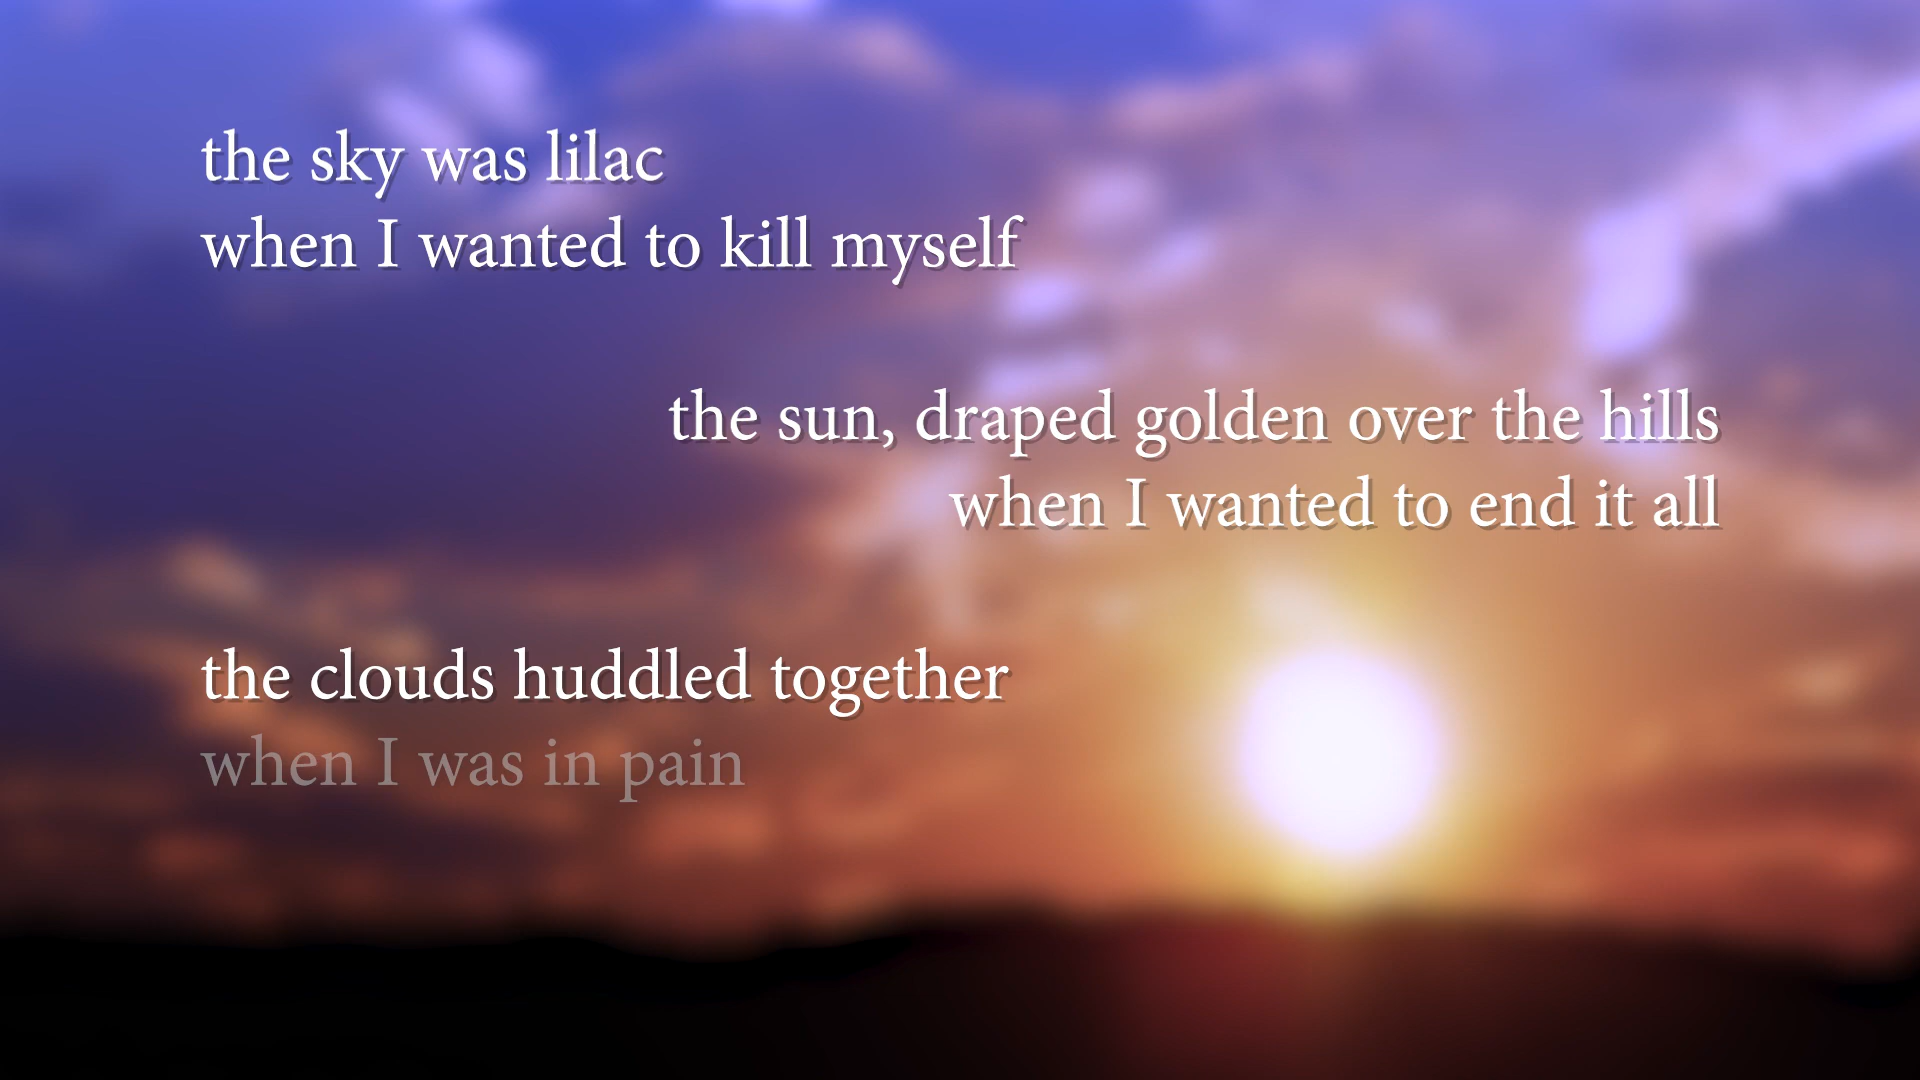 the sky was lilac
when I wanted to kill myself
the sun, draped golden over the hills
when I wanted to end it all
the clouds huddled together
when I was in pain